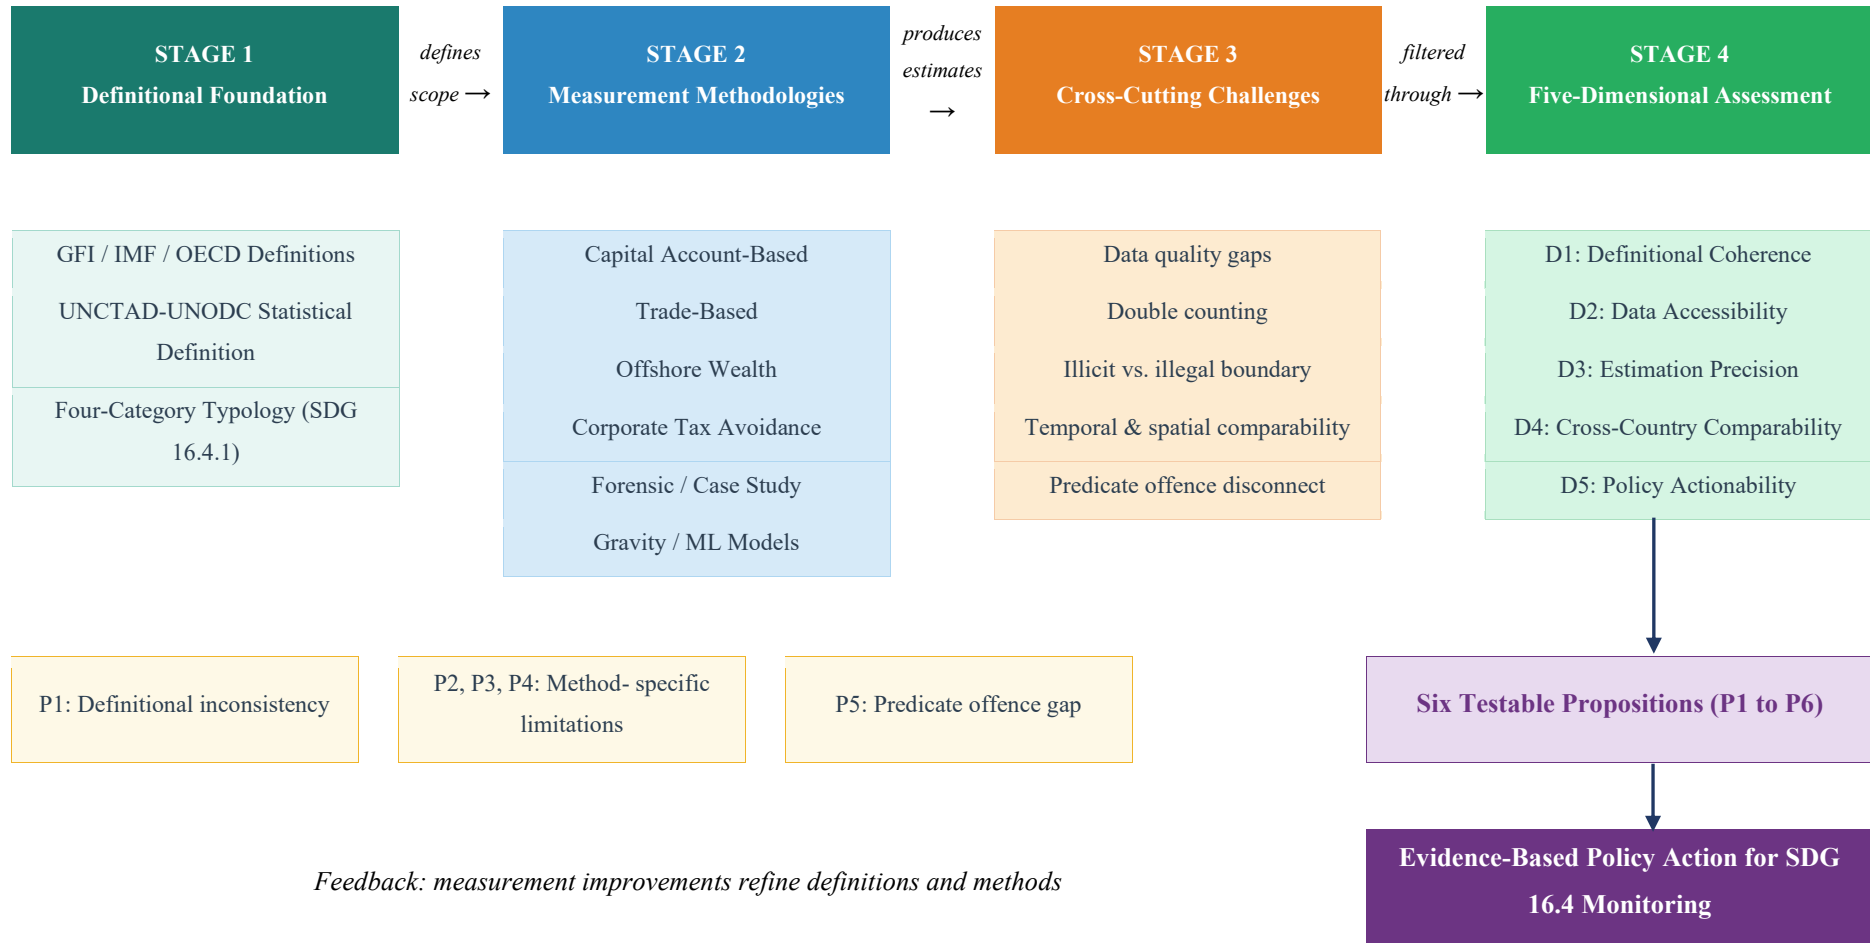 STAGE 1
Definitional Foundation
defines
scope →
STAGE 2
Measurement Methodologies
produces
estimates
→
STAGE 3
Cross-Cutting Challenges
filtered
through →
STAGE 4
Five-Dimensional Assessment
GFI / IMF / OECD Definitions
UNCTAD-UNODC Statistical
Definition
Four-Category Typology (SDG
16.4.1)
Capital Account-Based
Trade-Based
Offshore Wealth
Corporate Tax Avoidance
Forensic / Case Study
Gravity / ML Models
Data quality gaps
Double counting
Illicit vs. illegal boundary
Temporal & spatial comparability
Predicate offence disconnect
D1: Definitional Coherence
D2: Data Accessibility
D3: Estimation Precision
D4: Cross-Country Comparability
D5: Policy Actionability
P1: Definitional inconsistency
P2, P3, P4: Method- specific
limitations
P5: Predicate offence gap
Six Testable Propositions (P1 to P6)
Feedback: measurement improvements refine definitions and methods
Evidence-Based Policy Action for SDG
16.4 Monitoring